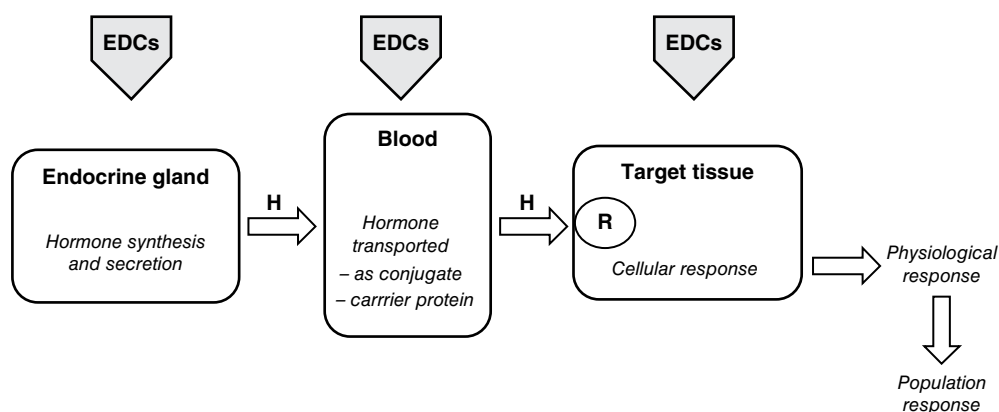 EDCs
EDCs
EDCs
Endocrine gland
Hormone synthesis
and secretion
H
Blood
Hormone
transported
– as conjugate
– carrrier protein
H
Target tissue
R
Cellular response
Physiological
response
Population
response